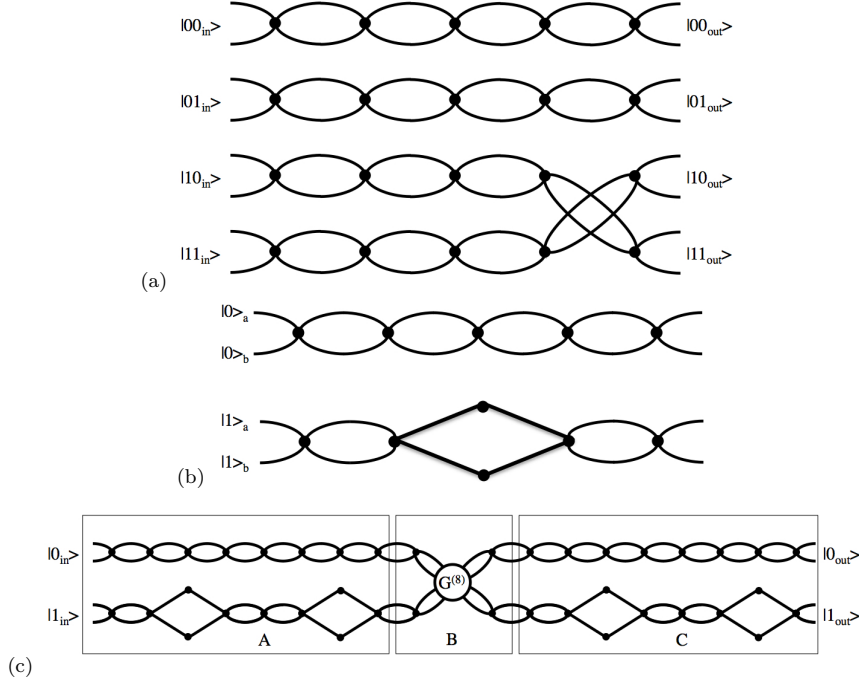 |00in> |00out>
|01in> |01out>
|10in> |10out>
|11in> |11out>
(a)
|0>a
|0>b
|1>a
|1>b
(b)
|0in> G(8) |0out>
|1in> A B C |1out>
(c)